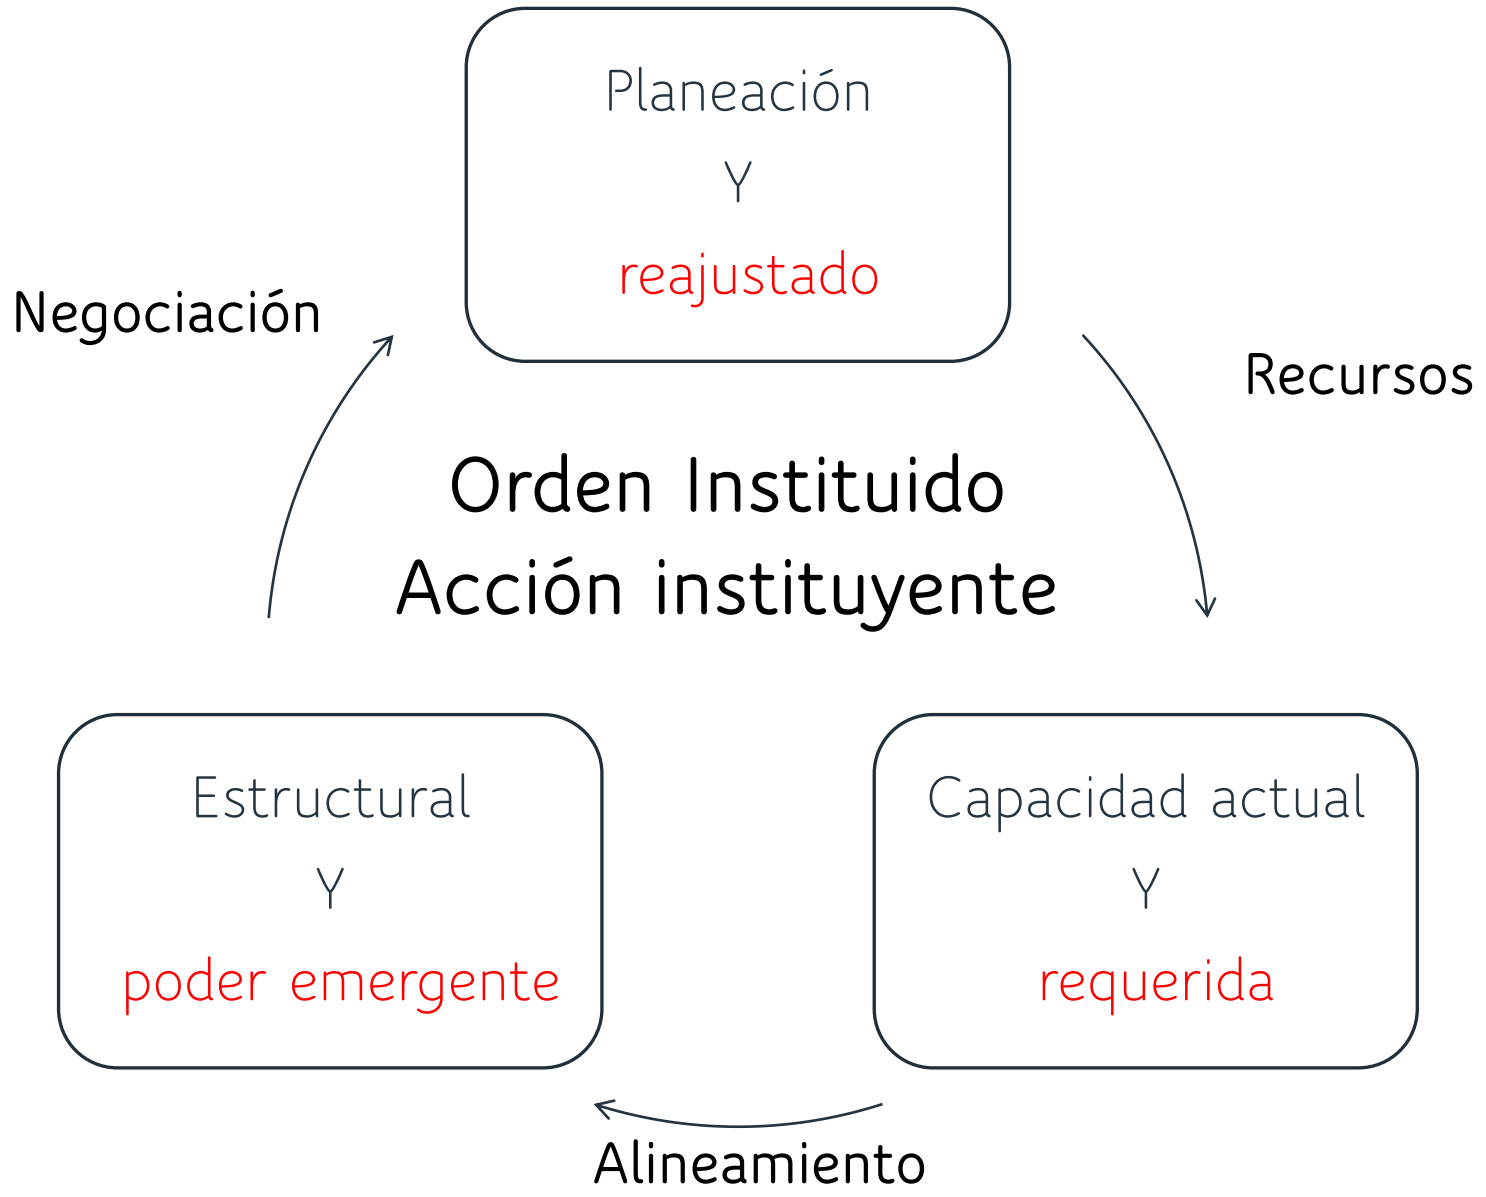 Planeación
Y
reajustado
Negociación
Recursos
Orden Instituido
Acción instituyente
Estructural
Y
poder emergente
Capacidad actual
Y
requerida
Alineamiento